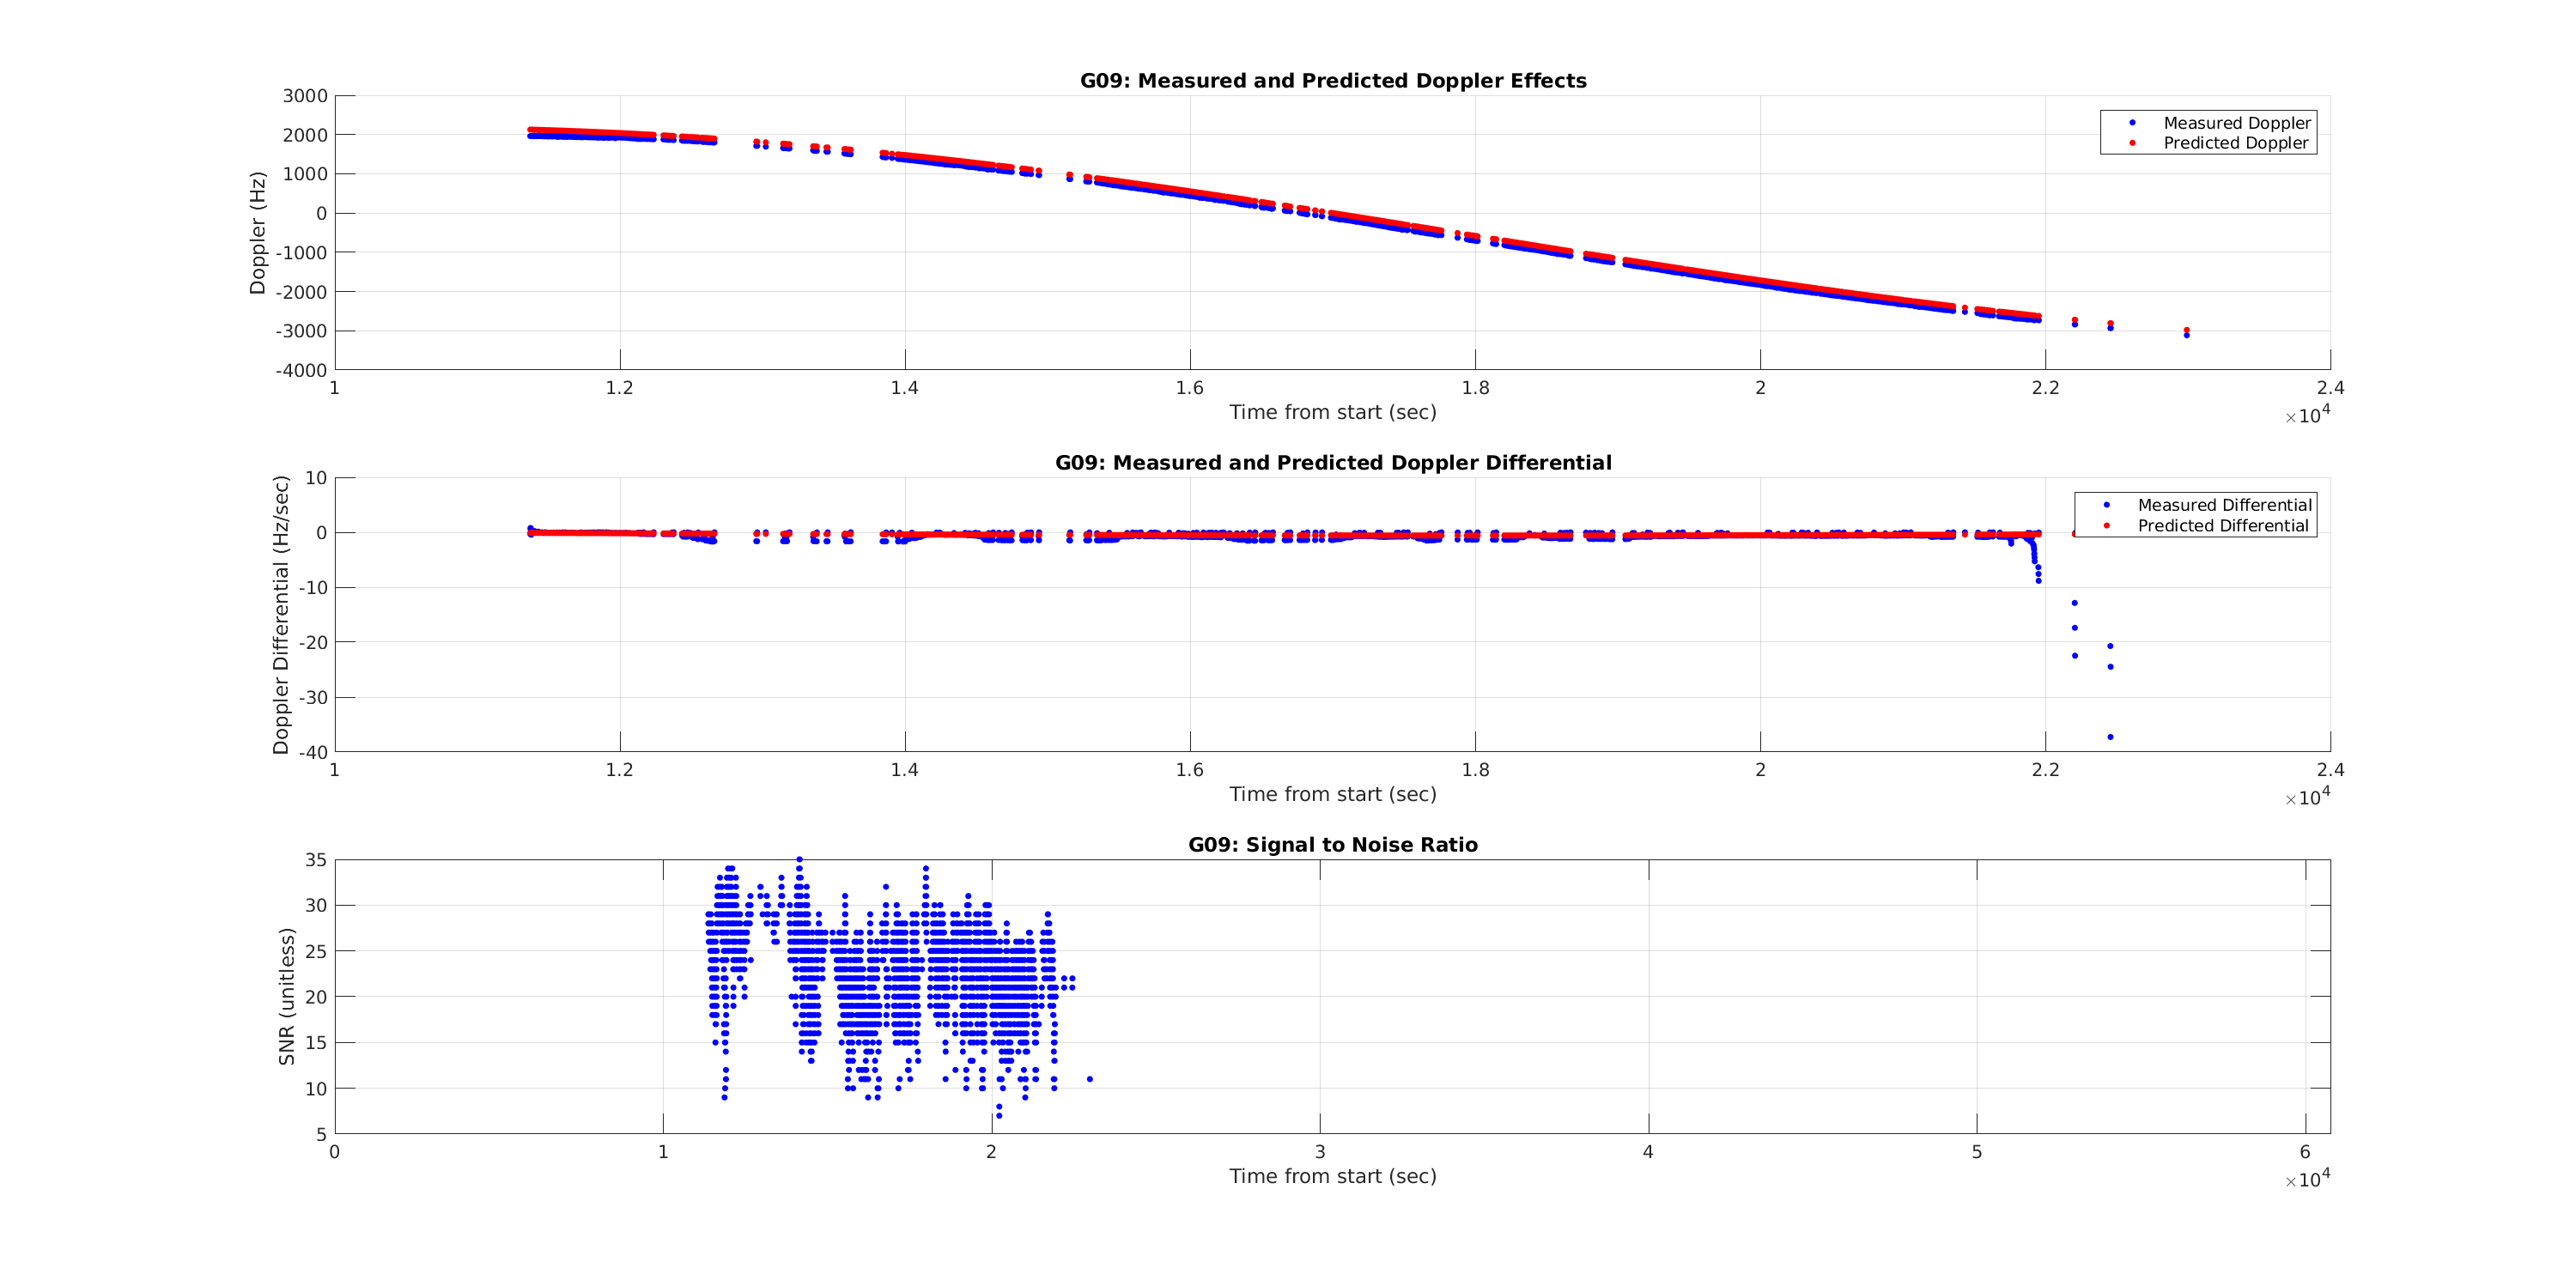 G09: Measured and Predicted Doppler Effects
3000
2000
1000
0
-1000
-2000
-3000
-4000
Doppler (Hz)
Measured Doppler
Predicted Doppler
1 1.2 1.4 1.6 1.8 2 2.2 2.4
Time from start (sec)
×10^4
G09: Measured and Predicted Doppler Differential
10
0
-10
-20
-30
-40
Doppler Differential (Hz/sec)
Measured Differential
Predicted Differential
1 1.2 1.4 1.6 1.8 2 2.2 2.4
Time from start (sec)
×10^4
G09: Signal to Noise Ratio
35
30
25
20
15
10
5
SNR (unitless)
0 1 2 3 4 5 6
Time from start (sec)
×10^4